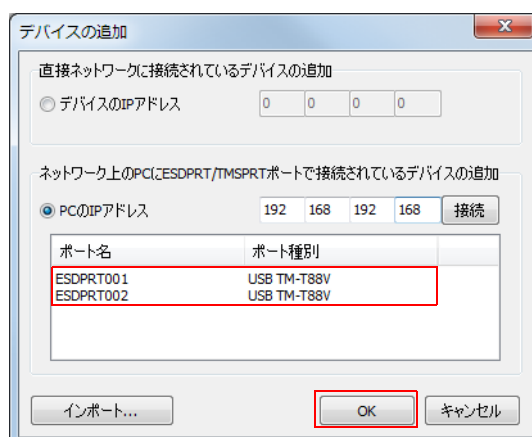 デバイスの追加
直接ネットワークに接続されているデバイスの追加
デバイスのIPアドレス 0 0 0 0
ネットワーク上のPCにESDPRT/TMSPRTポートで接続されているデバイスの追加
PCのIPアドレス 192 168 192 168 接続
ポート名 ポート種別
ESDPRT001 USB TM-T88V
ESDPRT002 USB TM-T88V
インポート... OK キャンセル